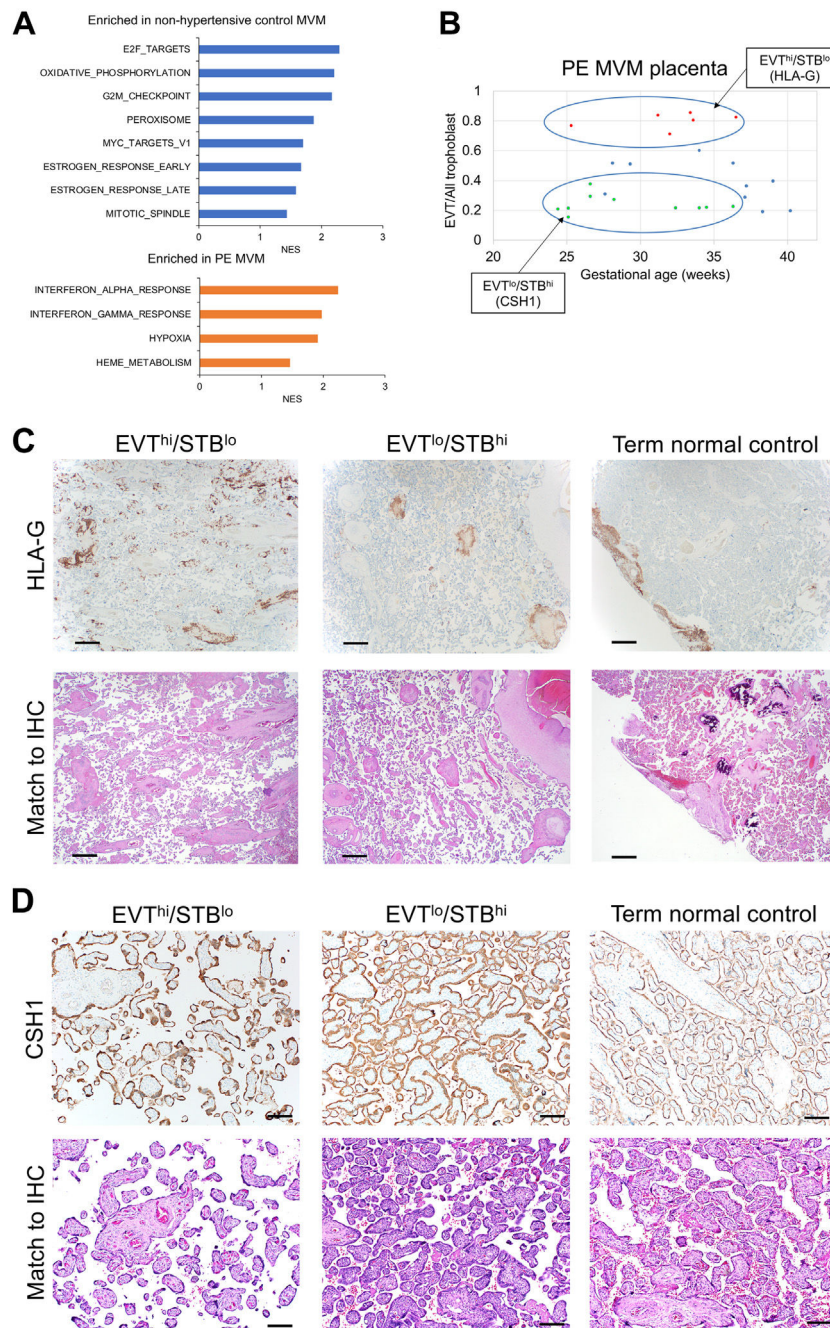 A
Enriched in non-hypertensive control MVM
E2F_TARGETS
OXIDATIVE_PHOSPHORYLATION
G2M_CHECKPOINT
PEROXISOME
MYC_TARGETS_V1
ESTROGEN_RESPONSE_EARLY
ESTROGEN_RESPONSE_LATE
MITOTIC_SPINDLE
0 1 2 3
NES
Enriched in PE MVM
INTERFERON_ALPHA_RESPONSE
INTERFERON_GAMMA_RESPONSE
HYPOXIA
HEME_METABOLISM
0 1 2 3
NES
B
PE MVM placenta
EVThi/STBlo
(HLA-G)
EVT/All trophoblast
1
0.8
0.6
0.4
0.2
0
20 25 30 35 40
Gestational age (weeks)
EVTlo/STBhi
(CSH1)
C
EVThi/STBlo EVTlo/STBhi Term normal control
HLA-G
Match to IHC
D
EVThi/STBlo EVTlo/STBhi Term normal control
CSH1
Match to IHC